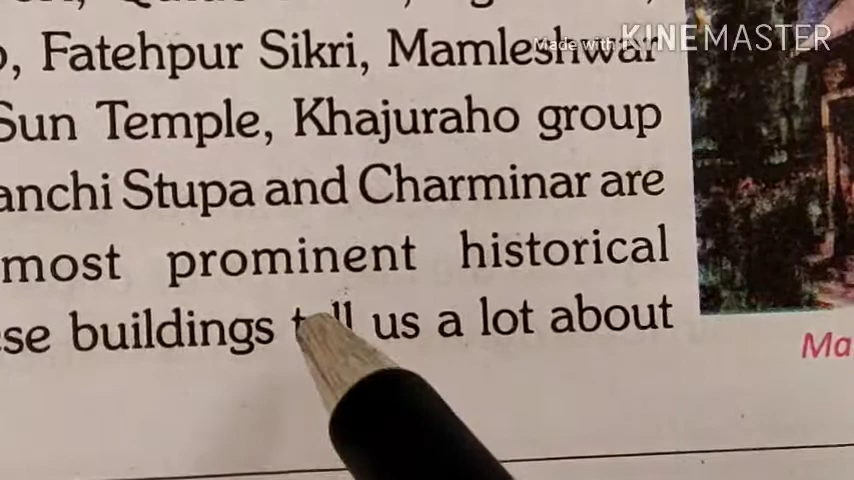 Fatehpur Sikri, Mamleshwar
Sun Temple, Khajuraho group
anchi Stupa and Charminar are
most prominent historical
se buildings tell us a lot about
Ma
Made with KINEMASTER